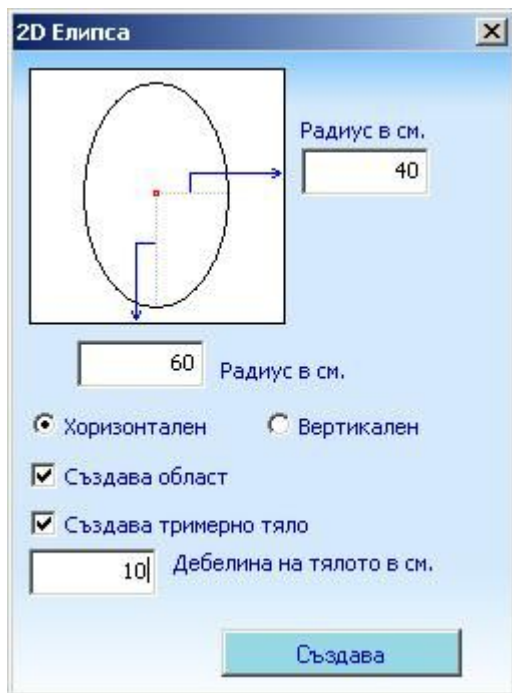 2D Елипса
Радиус в см.
40
60 Радиус в см.
Хоризонтален Вертикален
Създава област
Създава тримерно тяло
10 Дебелина на тялото в см.
Създава